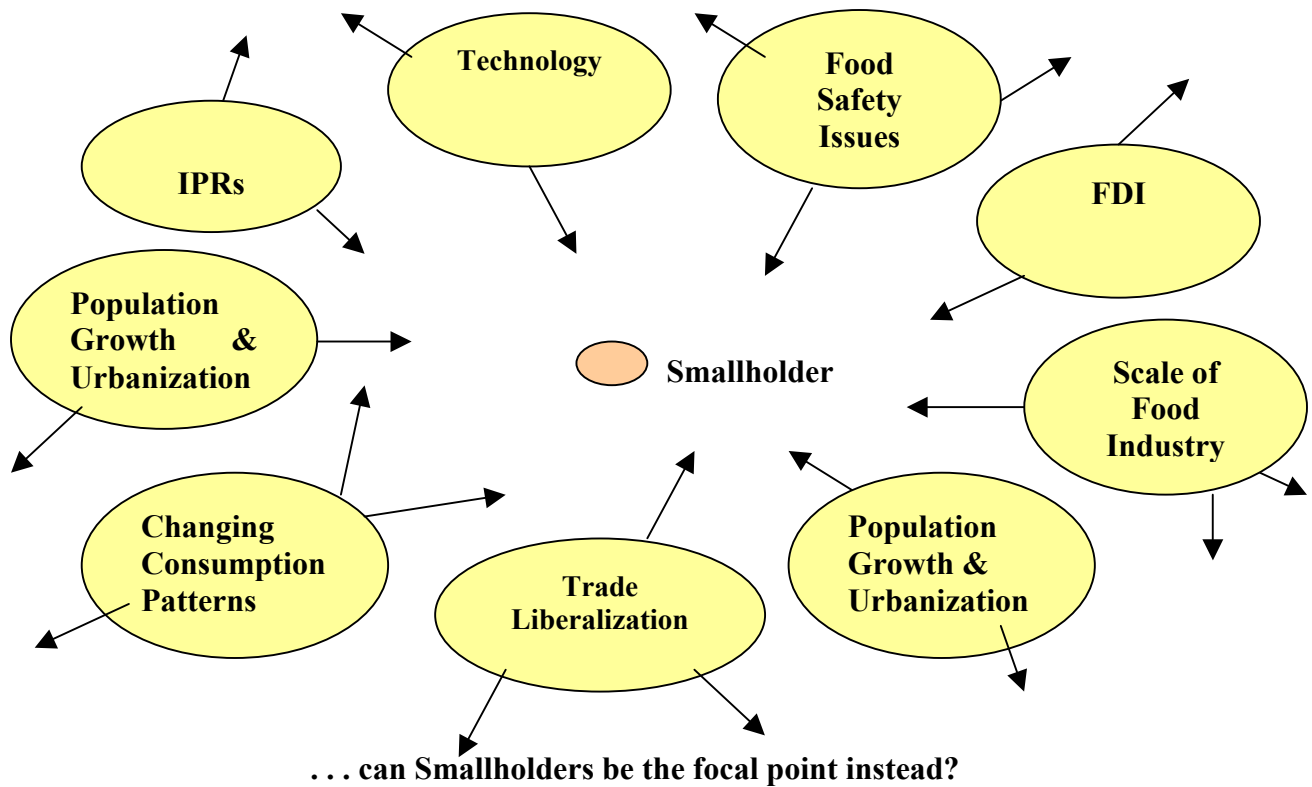 Technology
Food
Safety
Issues
IPRs
FDI
Population
Growth &
Urbanization
Smallholder
Scale of
Food
Industry
Changing
Consumption
Patterns
Trade
Liberalization
Population
Growth &
Urbanization
. . . can Smallholders be the focal point instead?